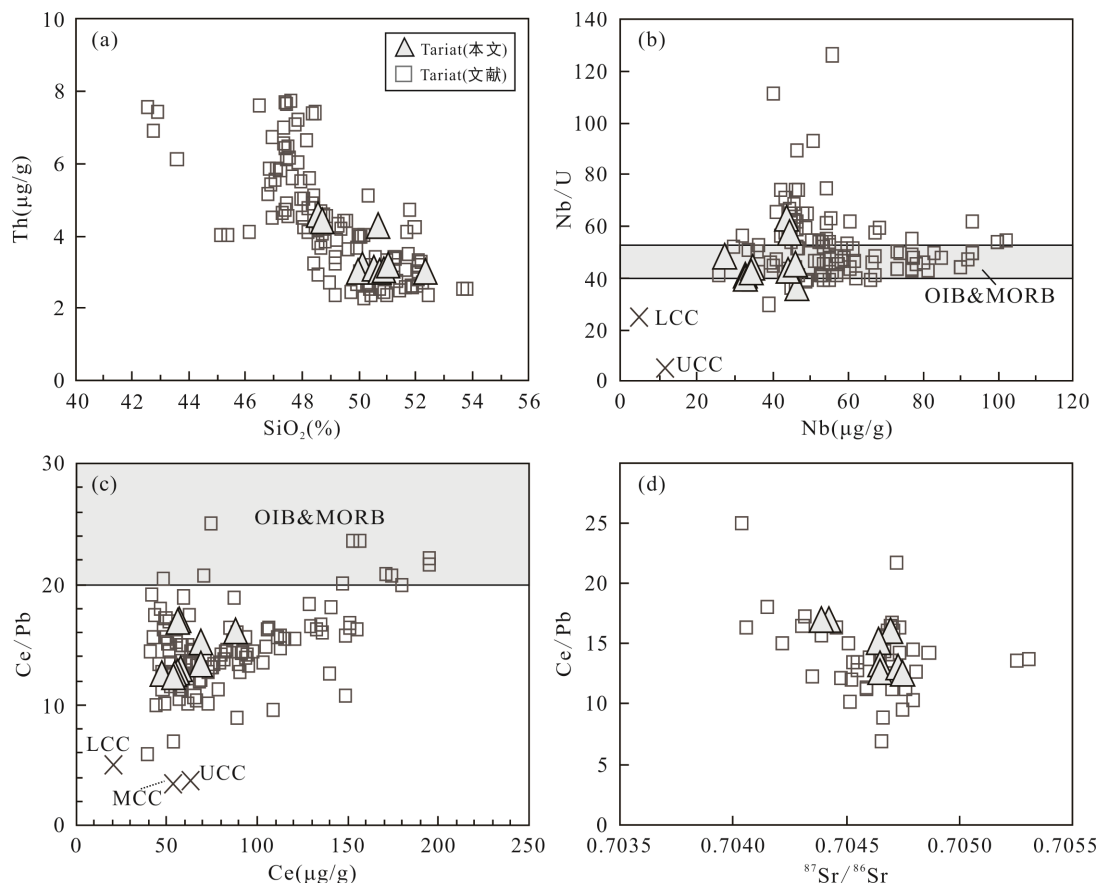 (a)
Tariat(本文)
Tariat(文献)
10
8
6
4
2
0
Th(μg/g)
40 42 44 46 48 50 52 54 56
SiO₂(%)
(b)
140
120
100
80
60
40
20
0
Nb/U
OIB&MORB
LCC
UCC
0 20 40 60 80 100 120
Nb(μg/g)
(c)
30
20
10
0
Ce/Pb
OIB&MORB
LCC
MCC
UCC
0 50 100 150 200 250
Ce(μg/g)
(d)
25
20
15
10
5
0
Ce/Pb
0.7035 0.7040 0.7045 0.7050 0.7055
⁸⁷Sr/⁸⁶Sr